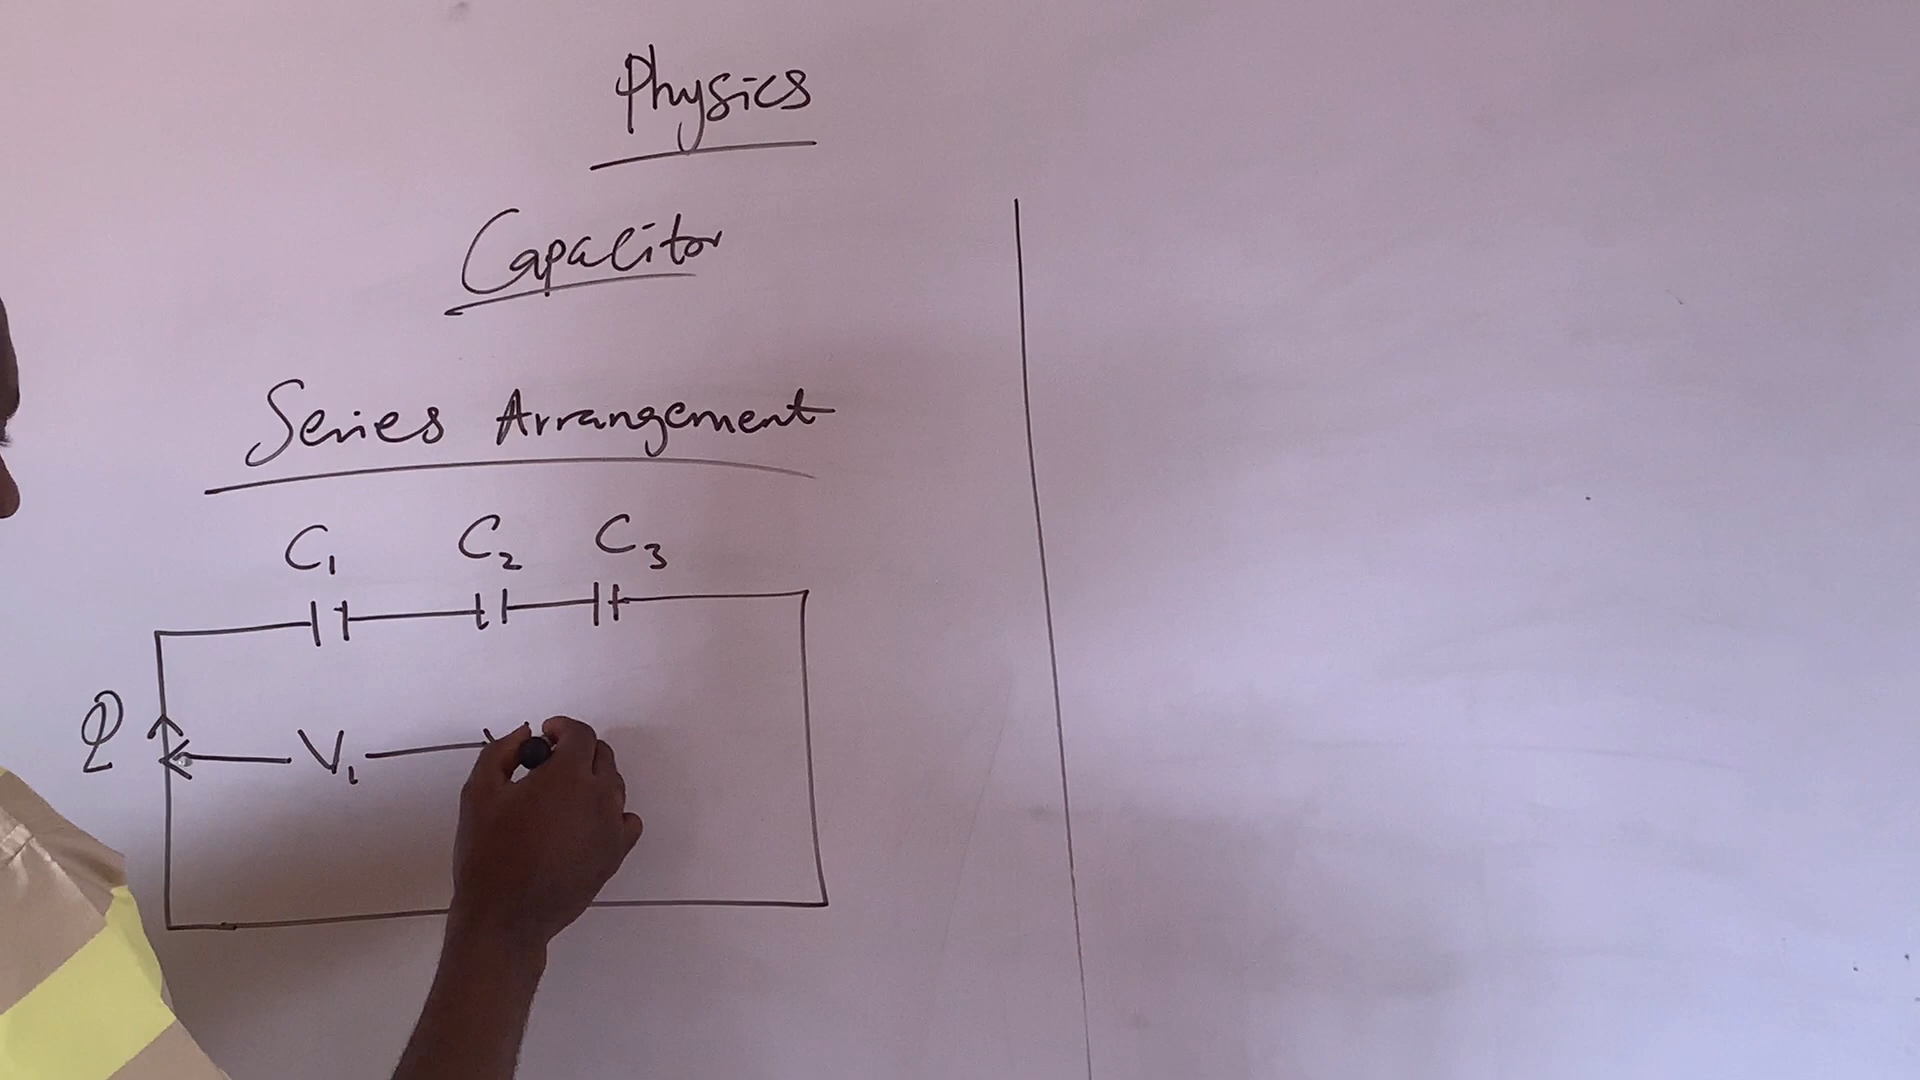 Physics
Capacitor
Series Arrangement
C1 C2 C3
Q
V1